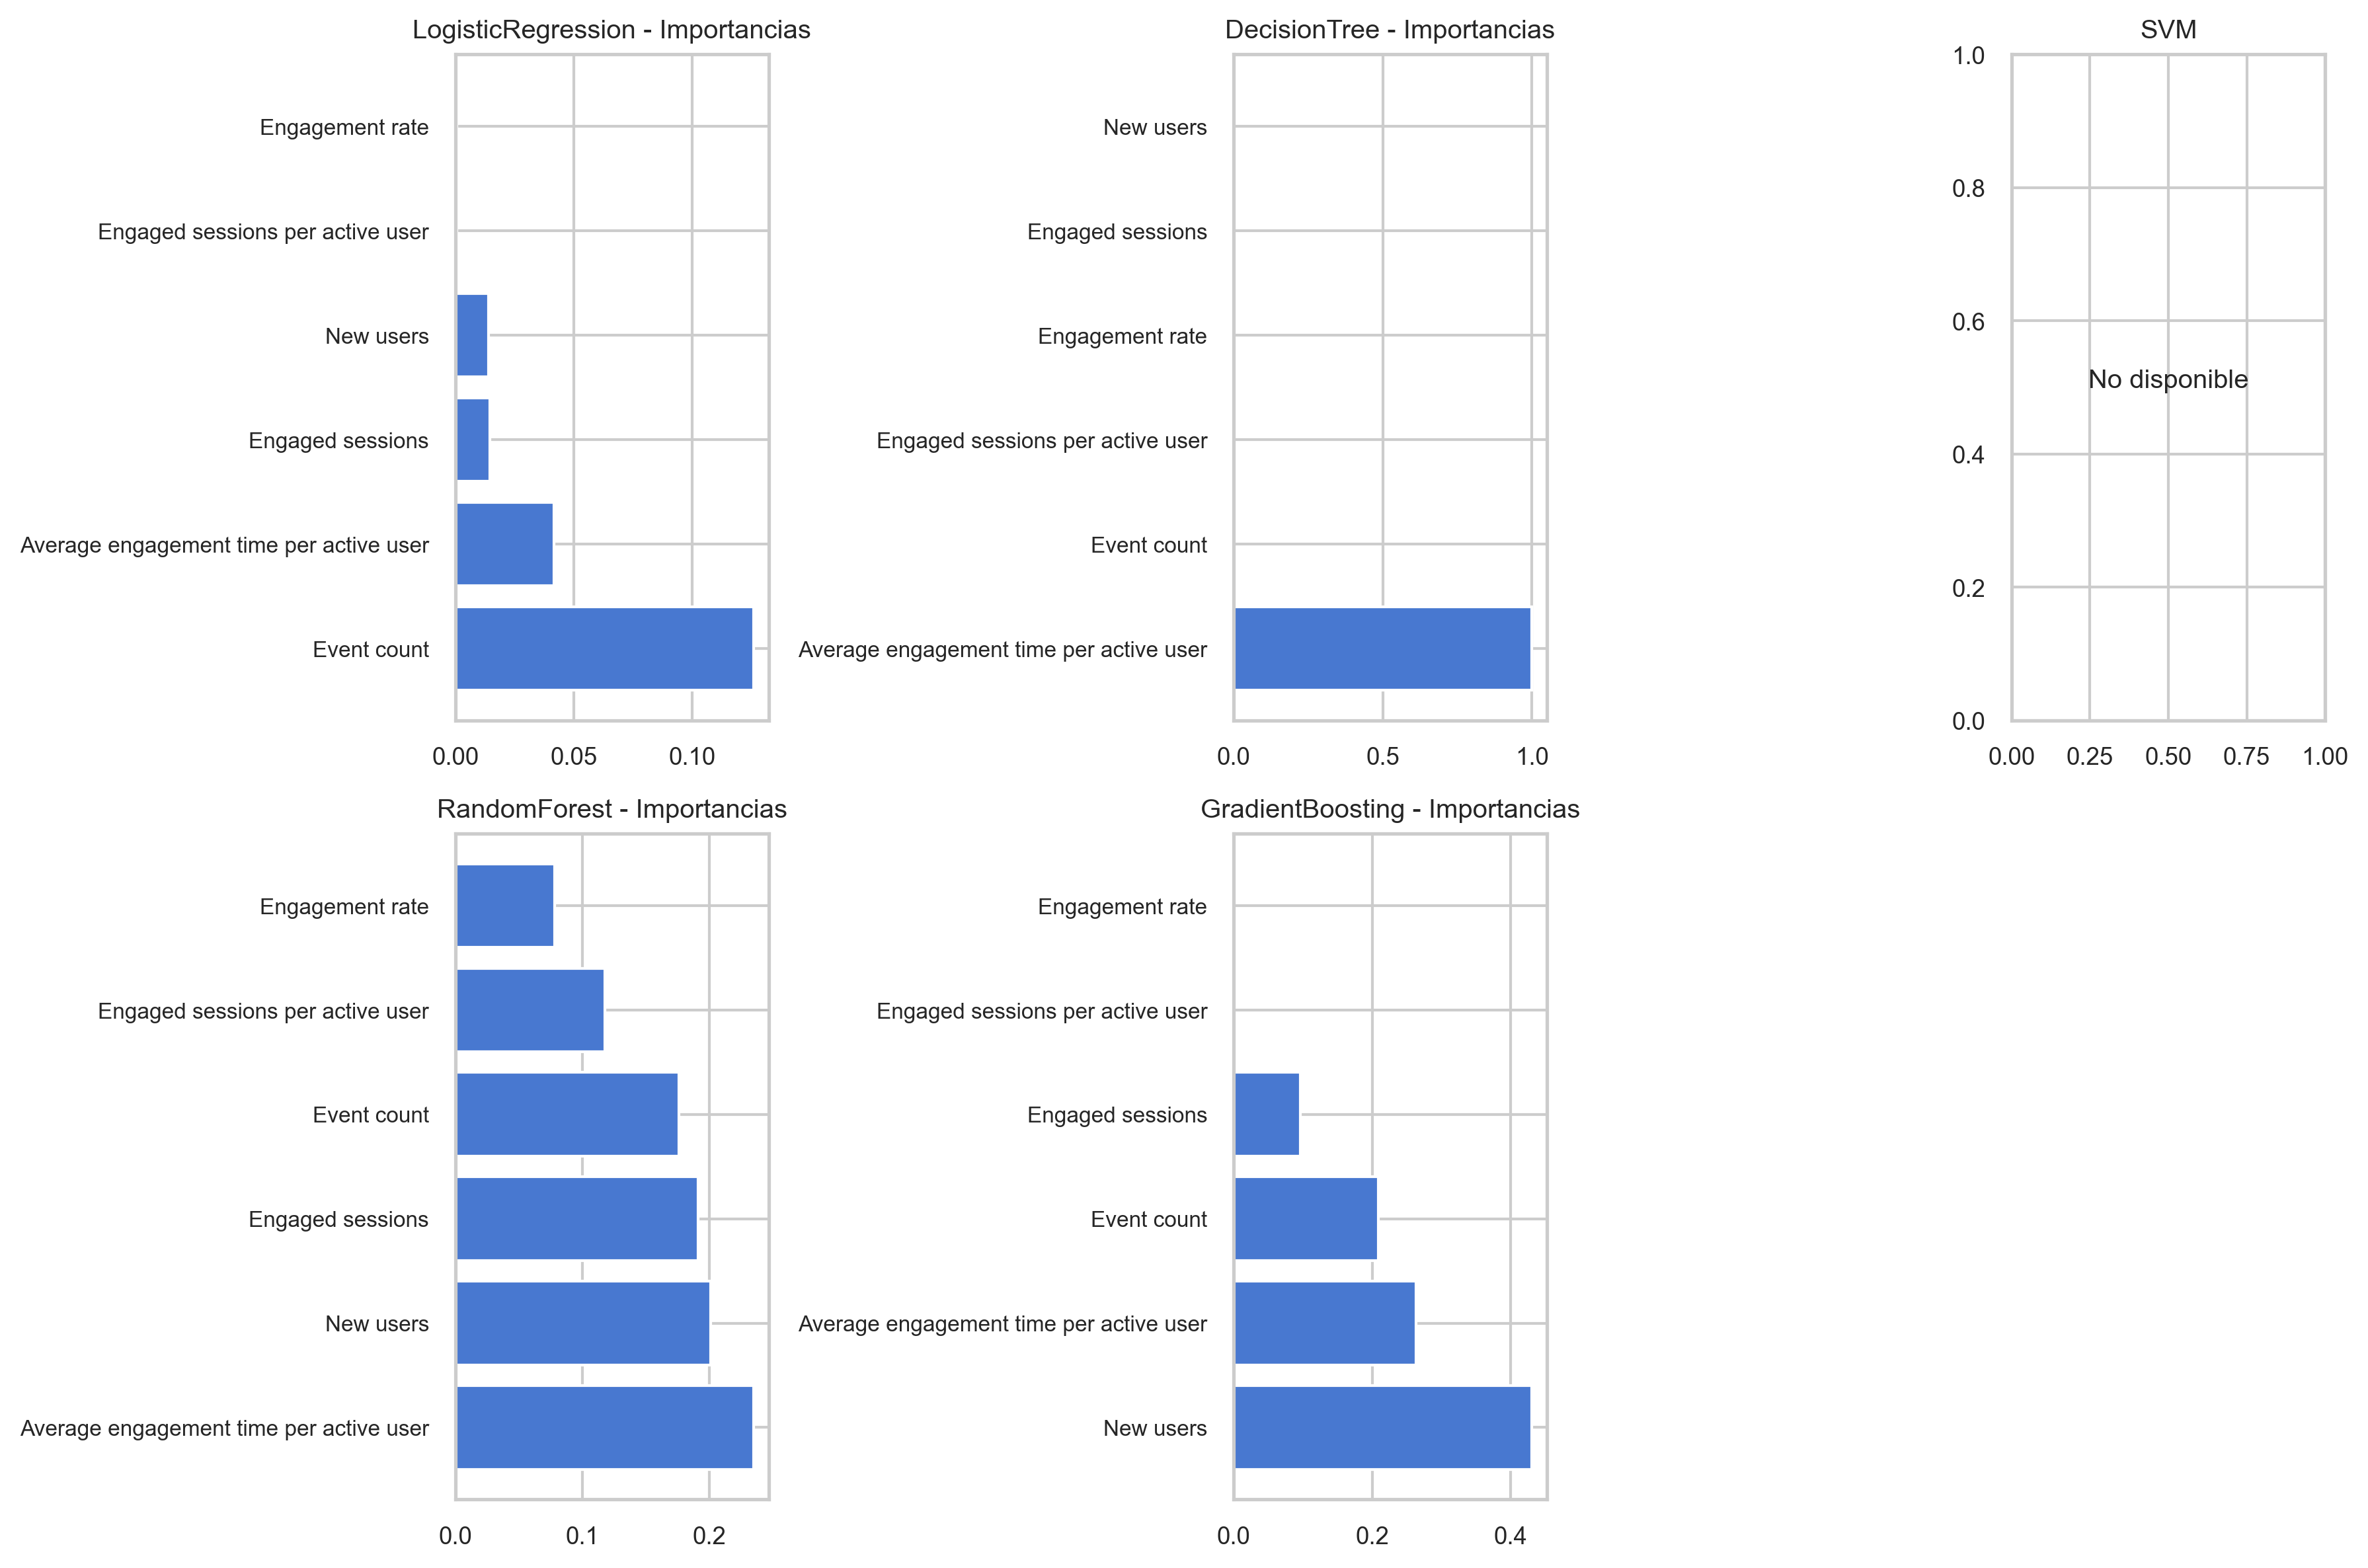 LogisticRegression - Importancias
Engagement rate
Engaged sessions per active user
New users
Engaged sessions
Average engagement time per active user
Event count
0.00 0.05 0.10
DecisionTree - Importancias
New users
Engaged sessions
Engagement rate
Engaged sessions per active user
Event count
Average engagement time per active user
0.0 0.5 1.0
SVM
1.0
0.8
0.6
No disponible
0.4
0.2
0.0
0.00 0.25 0.50 0.75 1.00
RandomForest - Importancias
Engagement rate
Engaged sessions per active user
Event count
Engaged sessions
New users
Average engagement time per active user
0.0 0.1 0.2
GradientBoosting - Importancias
Engagement rate
Engaged sessions per active user
Engaged sessions
Event count
Average engagement time per active user
New users
0.0 0.2 0.4